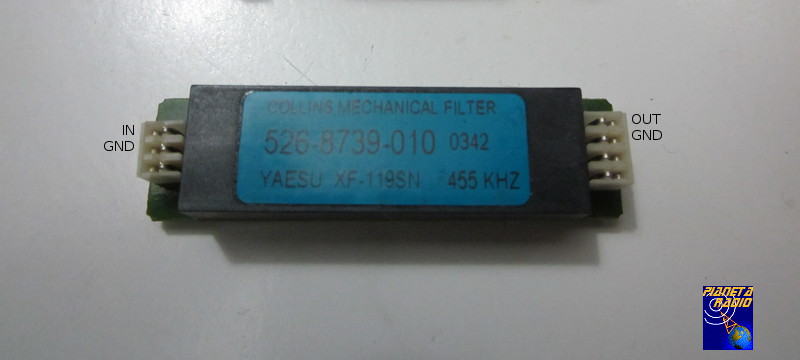 COLLINS MECHANICAL FILTER
526-8739-010 0342
YAESU XF-119SN 455 KHZ
IN
GND
OUT
GND
PIANETA
RADIO